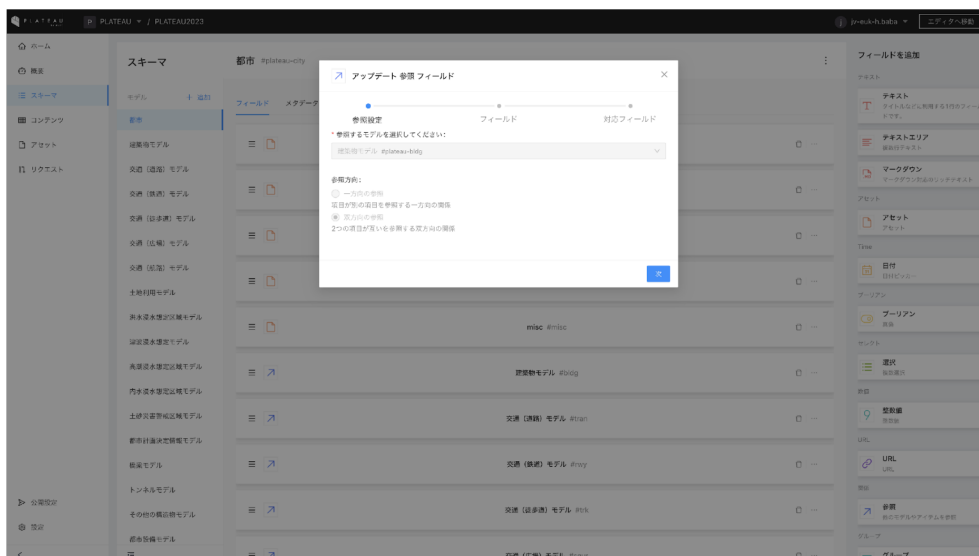 PLATEAU
P PLATEAU / PLATEAU2023
j jv-euk-h.baba
エディタへ移動
ホーム
概要
スキーマ
コンテンツ
アセット
リクエスト
公開設定
設定
スキーマ
モデル + 追加
都市
建築物モデル
交通（道路）モデル
交通（鉄道）モデル
交通（徒歩道）モデル
交通（広場）モデル
交通（航路）モデル
土地利用モデル
洪水浸水想定区域モデル
津波浸水想定モデル
高潮浸水想定区域モデル
内水浸水想定区域モデル
土砂災害警戒区域モデル
都市計画決定情報モデル
橋梁モデル
トンネルモデル
その他の構造物モデル
都市設備モデル
都市 #plateau-city
フィールド メタデータ
アップデート 参照 フィールド
参照設定 フィールド 対応フィールド
* 参照するモデルを選択してください:
建築物モデル #plateau-bldg
参照方向:
一方向の参照
項目が別の項目を参照する一方向の関係
双方向の参照
2つの項目が互いを参照する双方向の関係
次
misc #misc
建築物モデル #bldg
交通（道路）モデル #tran
交通（鉄道）モデル #rwy
交通（徒歩道）モデル #trk
交通（広場）モデル #squr
フィールドを追加
テキスト
テキスト
タイトルなどに利用する1行のフィー
ルドです。
テキストエリア
複数行テキスト
マークダウン
マークダウン対応のリッチテキスト
アセット
アセット
アセット
Time
日付
日付ピッカー
ブーリアン
ブーリアン
真偽
セレクト
選択
複数選択
整数値
整数値
URL
URL
URL
参照
他のモデルやアイテムを参照
グループ
グループ